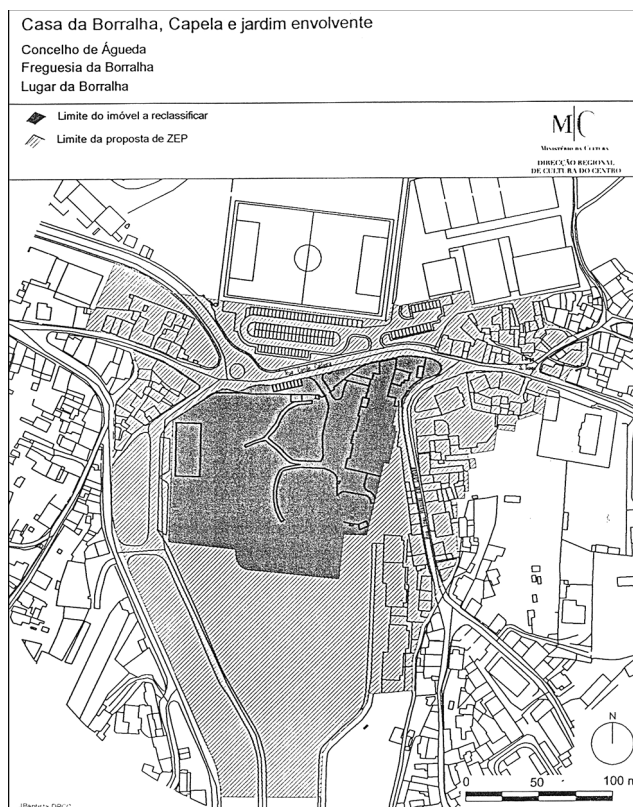 Casa da Borralha, Capela e jardim envolvente
Concelho de Águeda
Freguesia da Borralha
Lugar da Borralha
Limite do imóvel a reclassificar
Limite da proposta de ZEP
M|C
MINISTÉRIO DA CULTURA
DIRECÇÃO REGIONAL
DE CULTURA DO CENTRO
N
0 50 100 m